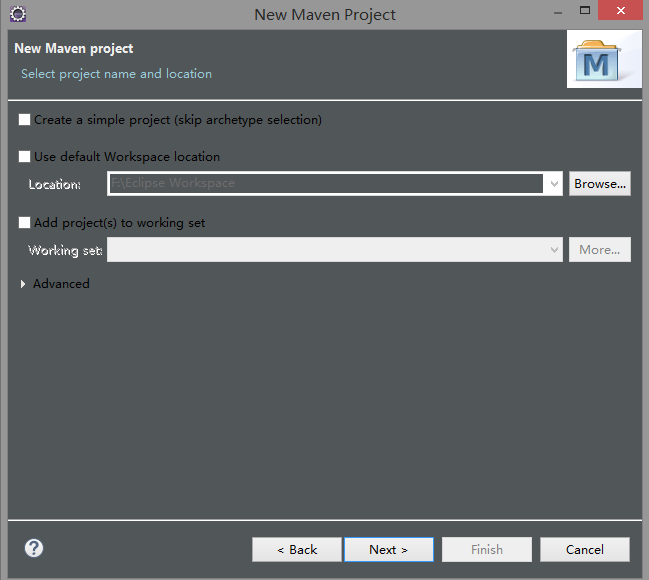 New Maven Project
New Maven project
Select project name and location
M
Create a simple project (skip archetype selection)
Use default Workspace location
Location: F:\Eclipse Workspace Browse...
Add project(s) to working set
Working set: More...
Advanced
? < Back Next > Finish Cancel